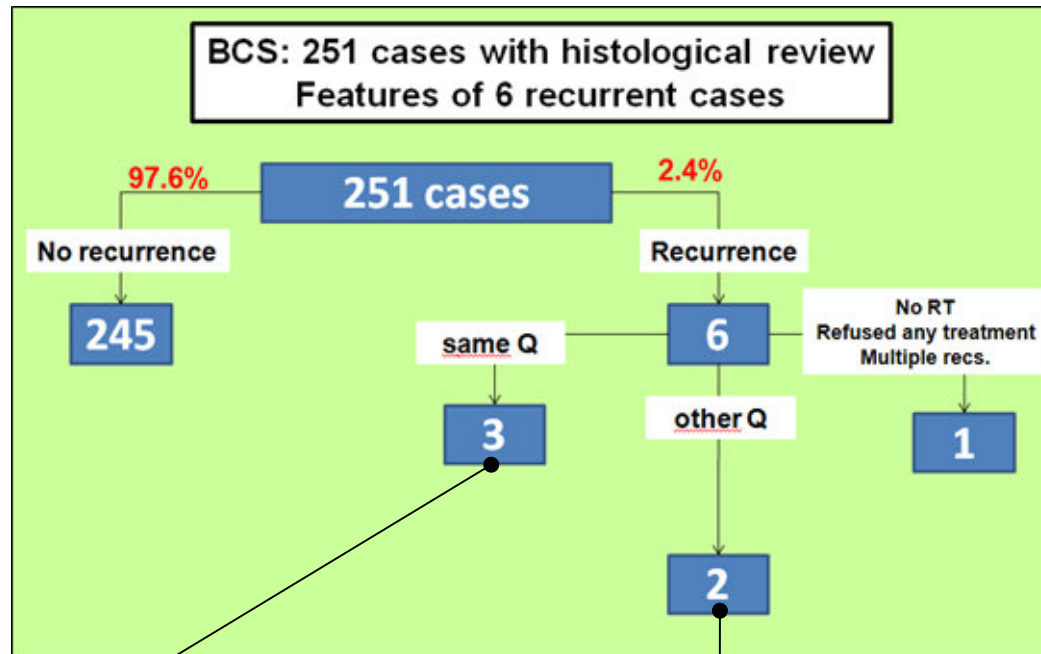 BCS: 251 cases with histological review
Features of 6 recurrent cases
97.6%
2.4%
251 cases
No recurrence
Recurrence
245
6
No RT
Refused any treatment
Multiple recs.
same Q
3
other Q
1
2